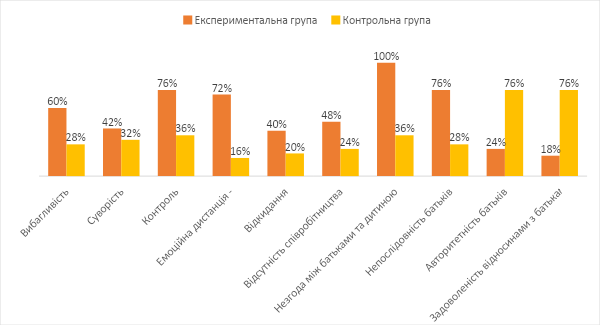 Експериментальна група
Контрольна група
60%
28%
42%
32%
76%
36%
72%
16%
40%
20%
48%
24%
100%
36%
76%
28%
24%
76%
18%
76%
Вибагливість
Суворість
Контроль
Емоційна дистанція -
Відкидання
Відсутність співробітництва
Незгода між батьками та дитиною
Непослідовність батьків
Авторитетність батьків
Задоволеність відносинами з батьками